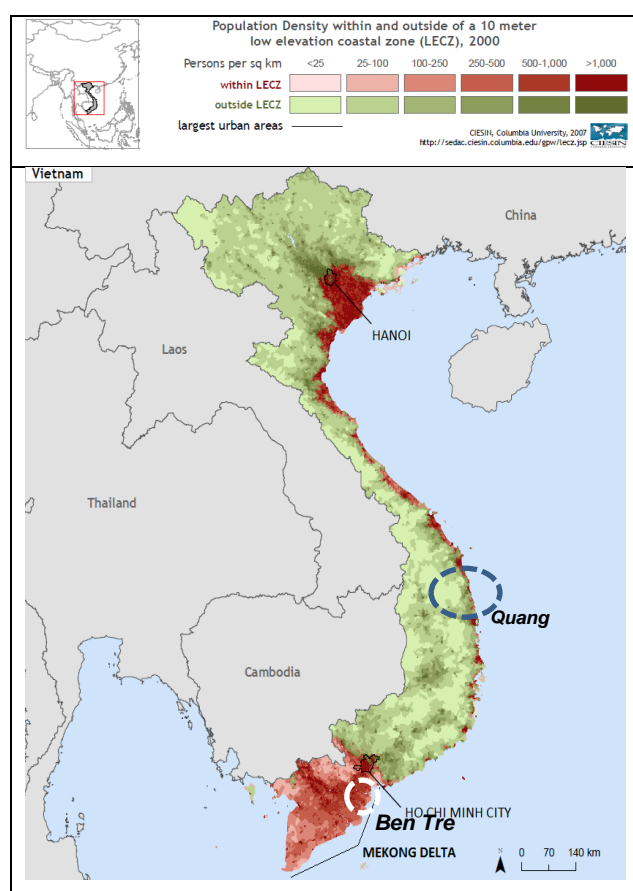 Population Density within and outside of a 10 meter
low elevation coastal zone (LECZ), 2000
Persons per sq km <25 25-100 100-250 250-500 500-1,000 >1,000
within LECZ
outside LECZ
largest urban areas
CIESIN, Columbia University, 2007
http://sedac.ciesin.columbia.edu/gpw/lecz.jsp CIESIN
Vietnam
China
HANOI
Laos
Thailand
Quang
Cambodia
HO CHI MINH CITY
Ben Tre
MEKONG DELTA
N
0 70 140 km